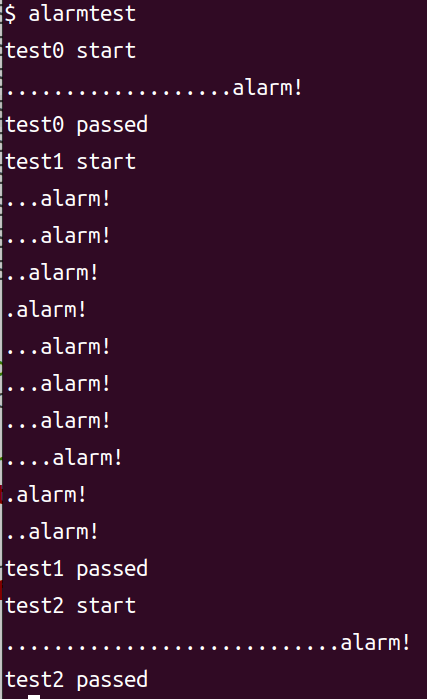 $ alarmtest
test0 start
...................alarm!
test0 passed
test1 start
...alarm!
...alarm!
..alarm!
.alarm!
...alarm!
...alarm!
...alarm!
....alarm!
.alarm!
..alarm!
test1 passed
test2 start
............................alarm!
test2 passed